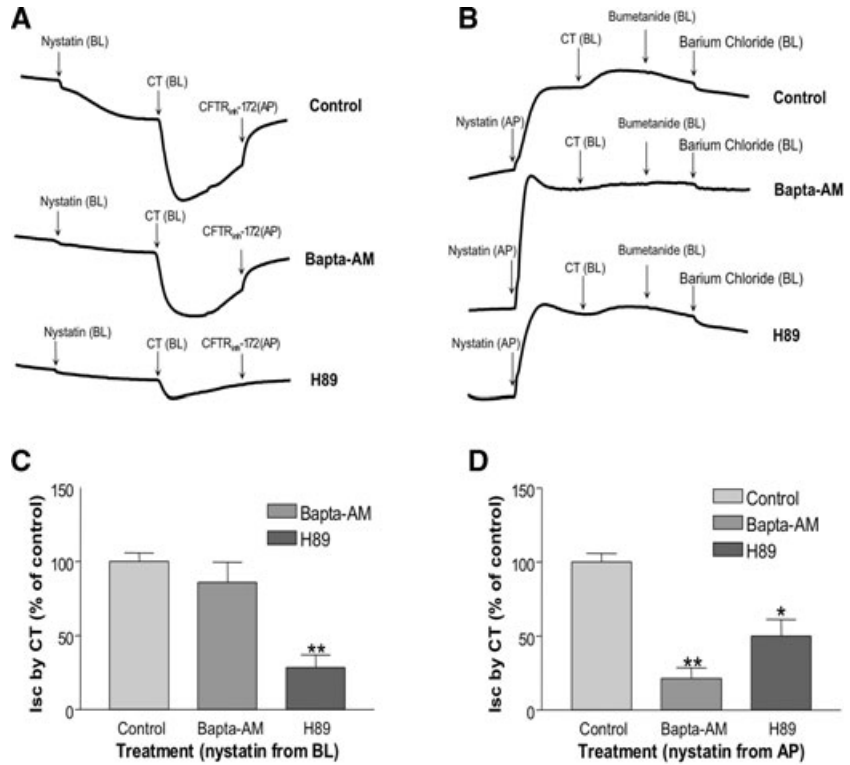 A
Nystatin (BL)
CT (BL)
CFTRinh-172(AP)
Control
Nystatin (BL)
CT (BL)
CFTRinh-172(AP)
Bapta-AM
Nystatin (BL)
CT (BL)
CFTRinh-172(AP)
H89
B
Bumetanide (BL)
CT (BL)
Barium Chloride (BL)
Control
Nystatin (AP)
Bumetanide (BL)
CT (BL)
Barium Chloride (BL)
Bapta-AM
Nystatin (AP)
Bumetanide (BL)
CT (BL)
Barium Chloride (BL)
H89
Nystatin (AP)
C
Isc by CT (% of control)
150
100
50
0
Bapta-AM
H89
**
Control Bapta-AM H89
Treatment (nystatin from BL)
D
Isc by CT (% of control)
150
100
50
0
Control
Bapta-AM
H89
**
*
Control Bapta-AM H89
Treatment (nystatin from AP)